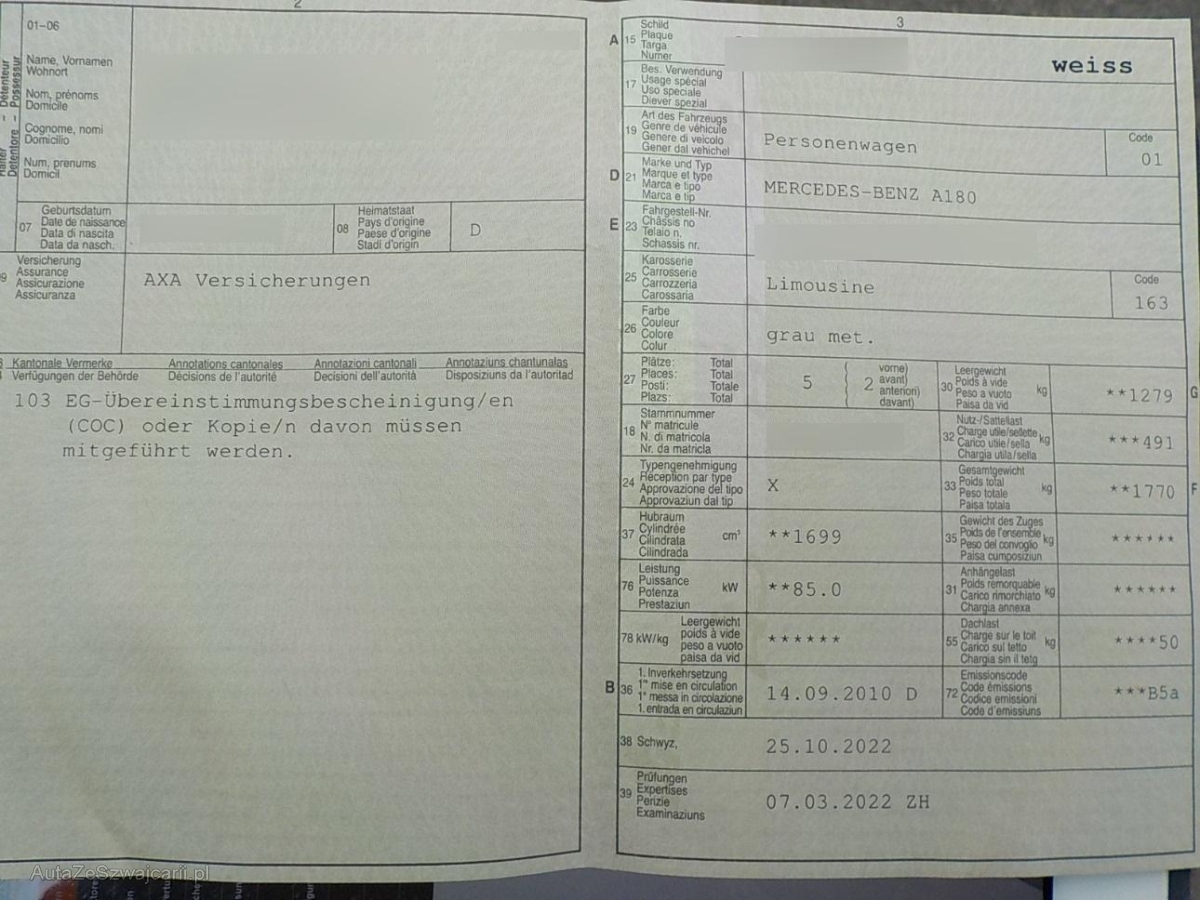 2
01-06
Détenteur
Possessur
Halter – Détenteur
Detentore – Possessur
Name, Vornamen
Wohnort
Nom, prénoms
Domicile
Cognome, nomi
Domicilio
Num, prenums
Domicil
07 Geburtsdatum
Date de naissance
Data di nascita
Data da nasch.
08 Heimatstaat
Pays d'origine
Paese d'origine
Stadi d'origin
D
9 Versicherung
Assurance
Assicurazione
Assicuranza
AXA Versicherungen
Kantonale Vermerke Annotations cantonales Annotazioni cantonali Annotaziuns chantunalas
Verfügungen der Behörde Décisions de l'autorité Decisioni dell'autorità Disposiziuns da l'autoritad
103 EG-Übereinstimmungsbescheinigung/en
(COC) oder Kopie/n davon müssen
mitgeführt werden.
3
A 15 Schild
Plaque
Targa
Numer
weiss
17 Bes. Verwendung
Usage spécial
Uso speciale
Diever spezial
19 Art des Fahrzeugs
Genre de véhicule
Genere di veicolo
Gener dal vehichel
Personenwagen
Code
01
D 21 Marke und Typ
Marque et type
Marca e tipo
Marca e tip
MERCEDES-BENZ A180
E 23 Fahrgestell-Nr.
Châssis no
Telaio n.
Schassis nr.
25 Karosserie
Carrosserie
Carrozzeria
Carossaria
Limousine
Code
163
26 Farbe
Couleur
Colore
Colur
grau met.
27 Plätze: Total
Places: Total
Posti: Totale
Plazs: Total
5
2
vorne)
avant)
anteriori)
davant)
30 Leergewicht
Poids à vide
Peso a vuoto
Paisa da vid
kg
**1279
G
18 Stammnummer
N° matricule
N. di matricola
Nr. da matricla
32 Nutz-/Sattellast
Charge utile/sellette
Carico utile/sella
Chargia utila/sella
kg
***491
24 Typengenehmigung
Réception par type
Approvazione del tipo
Approvaziun dal tip
X
33 Gesamtgewicht
Poids total
Peso totale
Paisa totala
kg
**1770
F
37 Hubraum
Cylindrée
Cilindrata
Cilindrada
cm³
**1699
35 Gewicht des Zuges
Poids de l'ensemble
Peso del convoglio
Paisa cumposiziun
kg
******
76 Leistung
Puissance
Potenza
Prestaziun
kW
**85.0
31 Anhängelast
Poids remorquable
Carico rimorchiato
Chargia annexa
kg
******
78 kW/kg
Leergewicht
poids à vide
peso a vuoto
paisa da vid
******
55 Dachlast
Charge sur le toit
Carico sul tetto
Chargia sin il tetg
kg
****50
B 36 1. Inverkehrsetzung
1re mise en circulation
1a messa in circolazione
1. entrada en circulaziun
14.09.2010 D
72 Emissionscode
Code émissions
Codice emissioni
Code d'emissiuns
***B5a
38 Schwyz,
25.10.2022
39 Prüfungen
Expertises
Perizie
Examinaziuns
07.03.2022 ZH
AutaZeSzwajcarii.pl